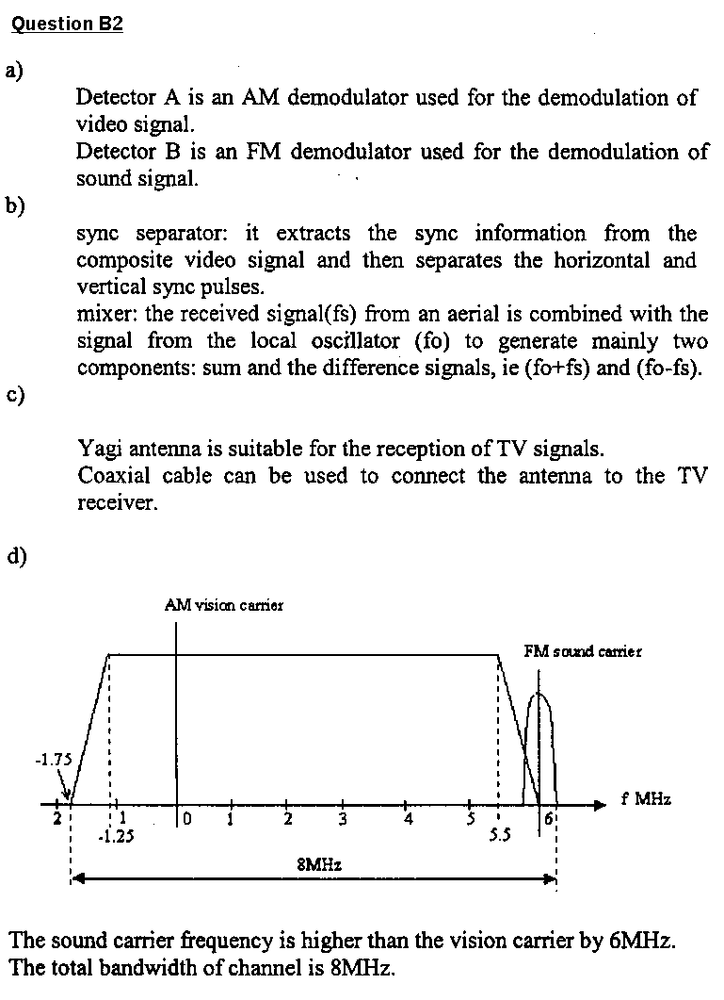 Question B2
a)
Detector A is an AM demodulator used for the demodulation of
video signal.
Detector B is an FM demodulator used for the demodulation of
sound signal.
b)
sync separator: it extracts the sync information from the
composite video signal and then separates the horizontal and
vertical sync pulses.
mixer: the received signal(fs) from an aerial is combined with the
signal from the local oscillator (fo) to generate mainly two
components: sum and the difference signals, ie (fo+fs) and (fo-fs).
c)
Yagi antenna is suitable for the reception of TV signals.
Coaxial cable can be used to connect the antenna to the TV
receiver.
d)
AM vision carrier
FM sound carrier
-1.75
f MHz
2 1 0 1 2 3 4 5 6
-1.25 5.5
8MHz
The sound carrier frequency is higher than the vision carrier by 6MHz.
The total bandwidth of channel is 8MHz.